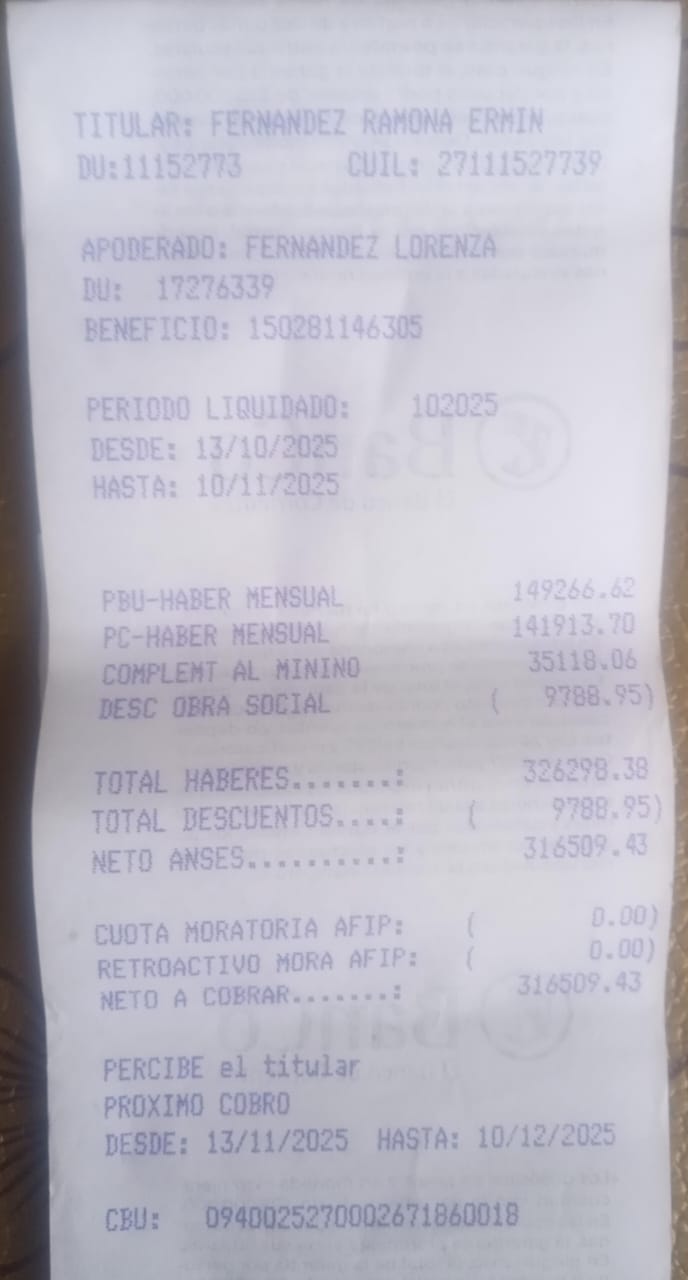 TITULAR: FERNANDEZ RAMONA ERMIN
DU:11152773 CUIL: 27111527739
APODERADO: FERNANDEZ LORENZA
DU: 17276339
BENEFICIO: 150281146305
PERIODO LIQUIDADO: 102025
DESDE: 13/10/2025
HASTA: 10/11/2025
PBU-HABER MENSUAL 149266.62
PC-HABER MENSUAL 141913.70
COMPLEMT AL MININO 35118.06
DESC OBRA SOCIAL ( 9788.95)
TOTAL HABERES.......: 326298.38
TOTAL DESCUENTOS....: ( 9788.95)
NETO ANSES..........: 316509.43
CUOTA MORATORIA AFIP: ( 0.00)
RETROACTIVO MORA AFIP: ( 0.00)
NETO A COBRAR.......: 316509.43
PERCIBE el titular
PROXIMO COBRO
DESDE: 13/11/2025 HASTA: 10/12/2025
CBU: 0940025270002671860018